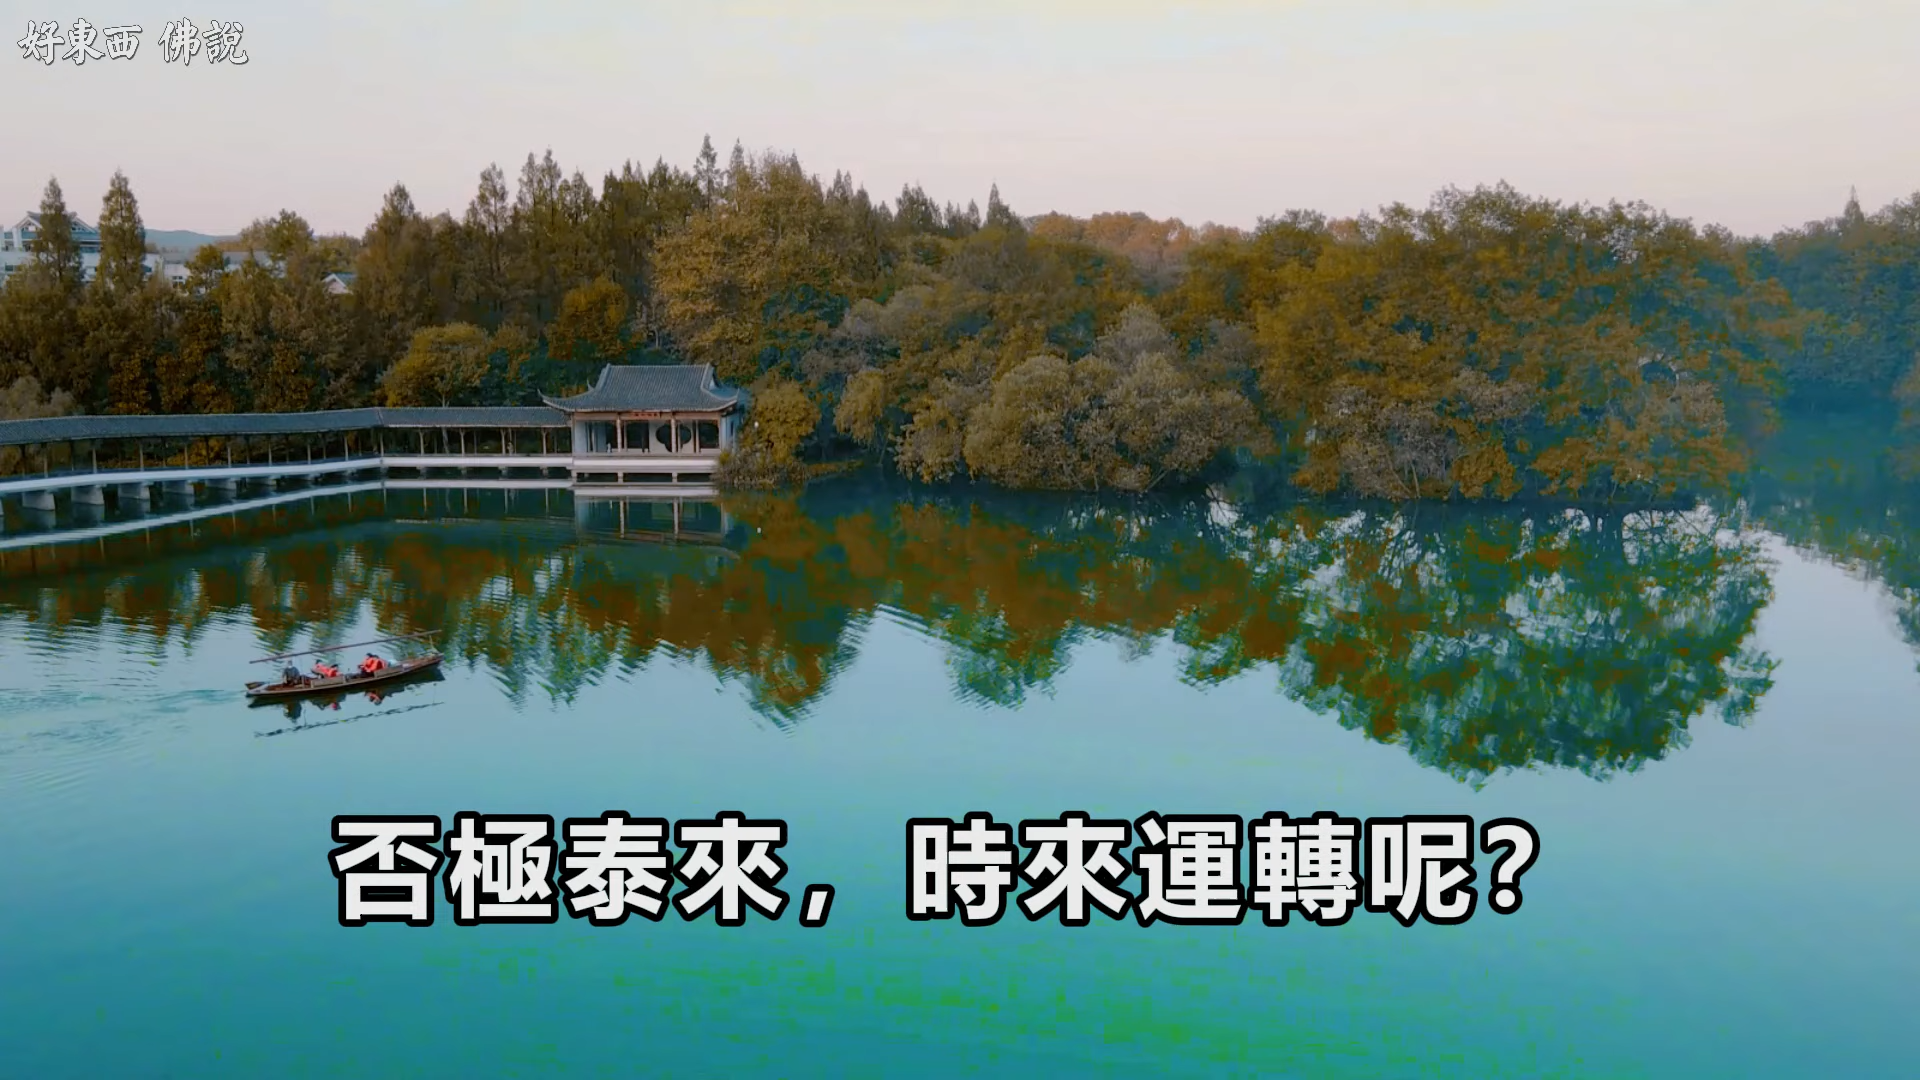 好東西 佛說
否極泰來，時來運轉呢?